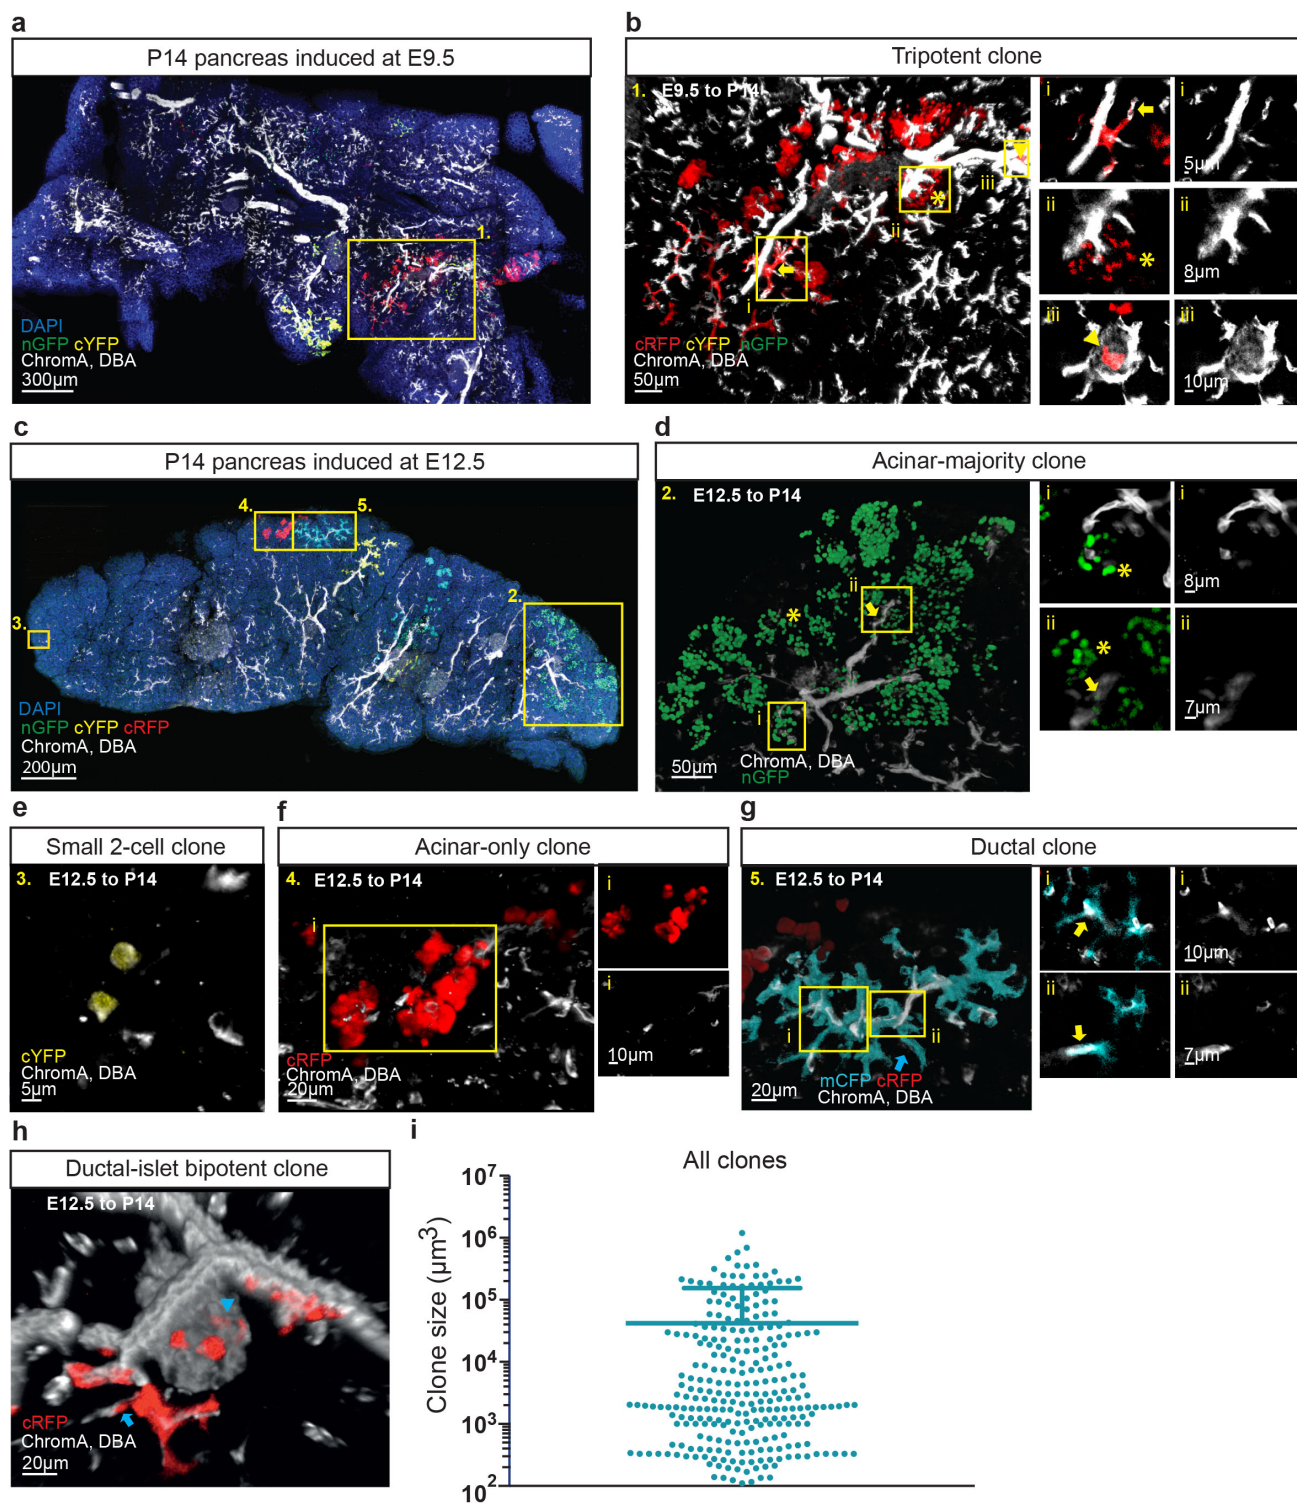 a
P14 pancreas induced at E9.5
1.
DAPI
nGFP cYFP
ChromA, DBA
300µm
b
Tripotent clone
1. E9.5 to P14
i
ii
iii
cRFP cYFP nGFP
ChromA, DBA
50µm
i
i
5µm
ii
*
ii
8µm
iii
iii
10µm
c
P14 pancreas induced at E12.5
4.
5.
2.
3.
DAPI
nGFP cYFP cRFP
ChromA, DBA
200µm
d
Acinar-majority clone
2. E12.5 to P14
ii
*
i
ChromA, DBA
50µm
nGFP
i
*
i
8µm
ii
*
ii
7µm
e
Small 2-cell clone
3. E12.5 to P14
cYFP
ChromA, DBA
5µm
f
Acinar-only clone
4. E12.5 to P14
i
cRFP
ChromA, DBA
20µm
i
i
10µm
g
Ductal clone
5. E12.5 to P14
i
ii
mCFP cRFP
20µm
ChromA, DBA
i
i
10µm
ii
ii
7µm
h
Ductal-islet bipotent clone
E12.5 to P14
cRFP
ChromA, DBA
20µm
i
All clones
Clone size (µm³)
10⁷
10⁶
10⁵
10⁴
10³
10²